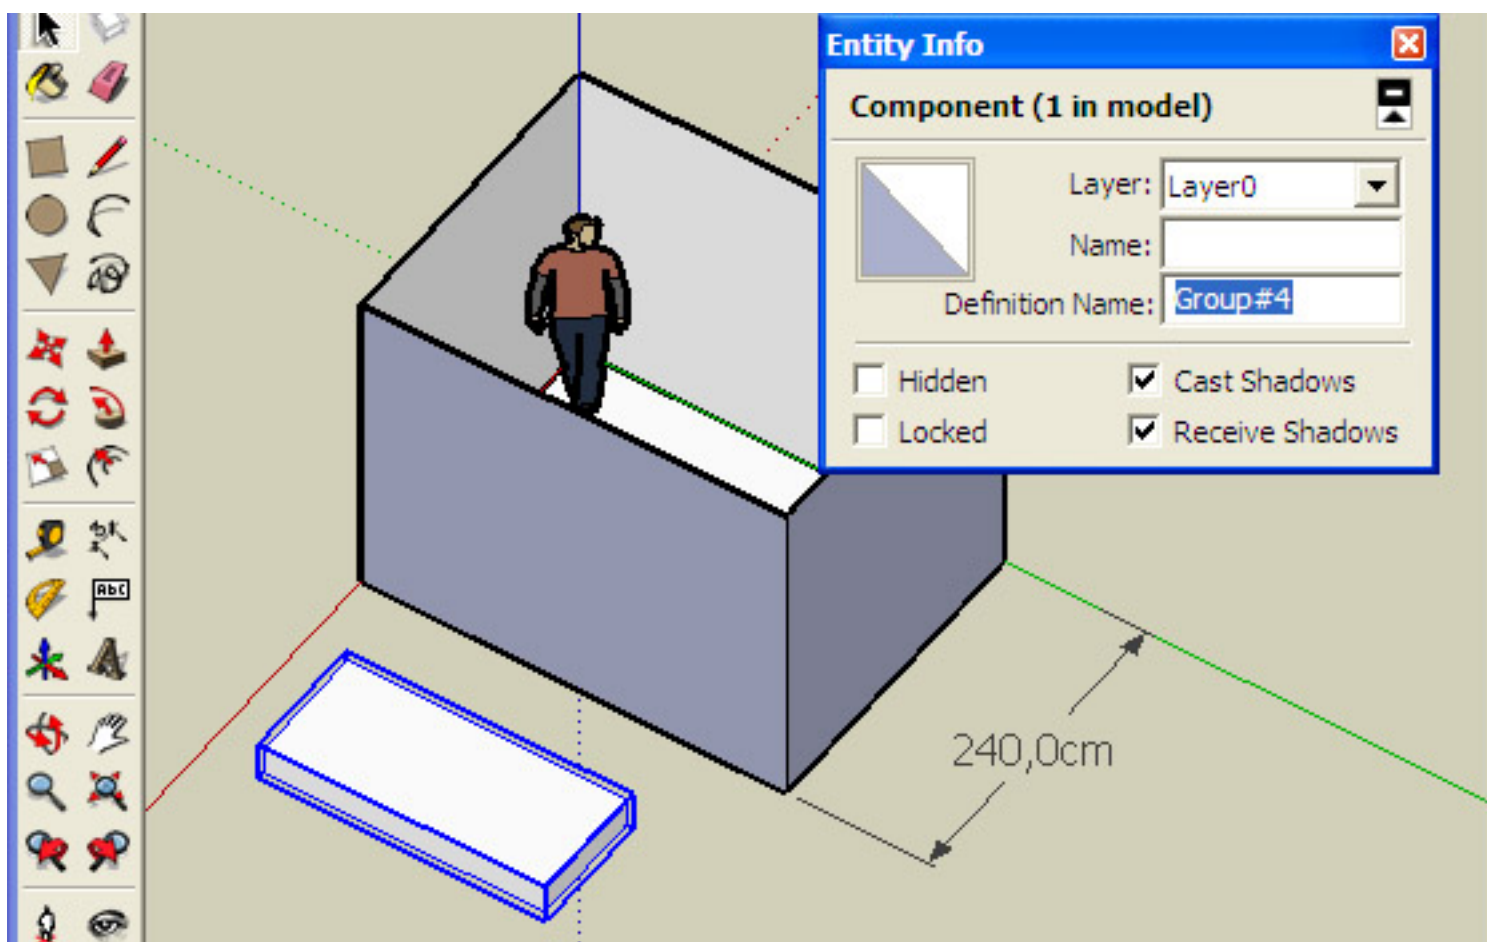 Entity Info
Component (1 in model)
Layer: Layer0
Name:
Definition Name: Group#4
Hidden
Cast Shadows
Locked
Receive Shadows
Abc
240,0cm